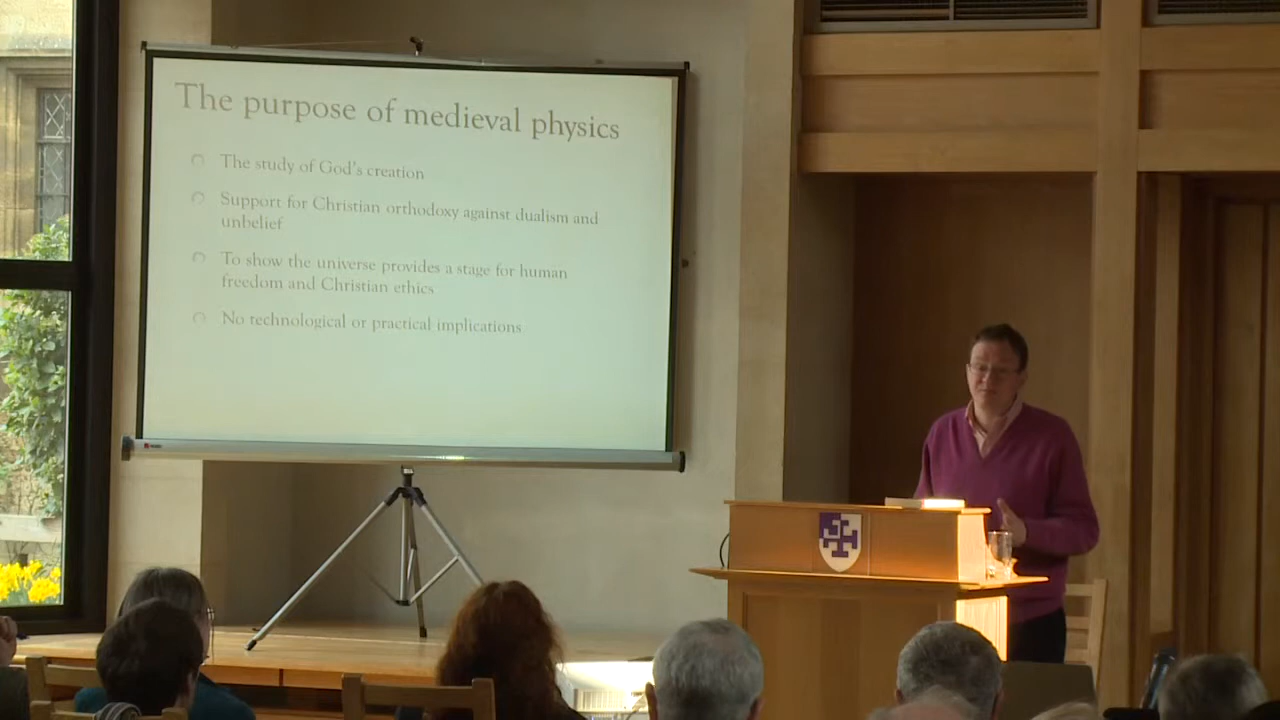 The purpose of medieval physics
The study of God's creation
Support for Christian orthodoxy against dualism and
unbelief
To show the universe provides a stage for human
freedom and Christian ethics
No technological or practical implications